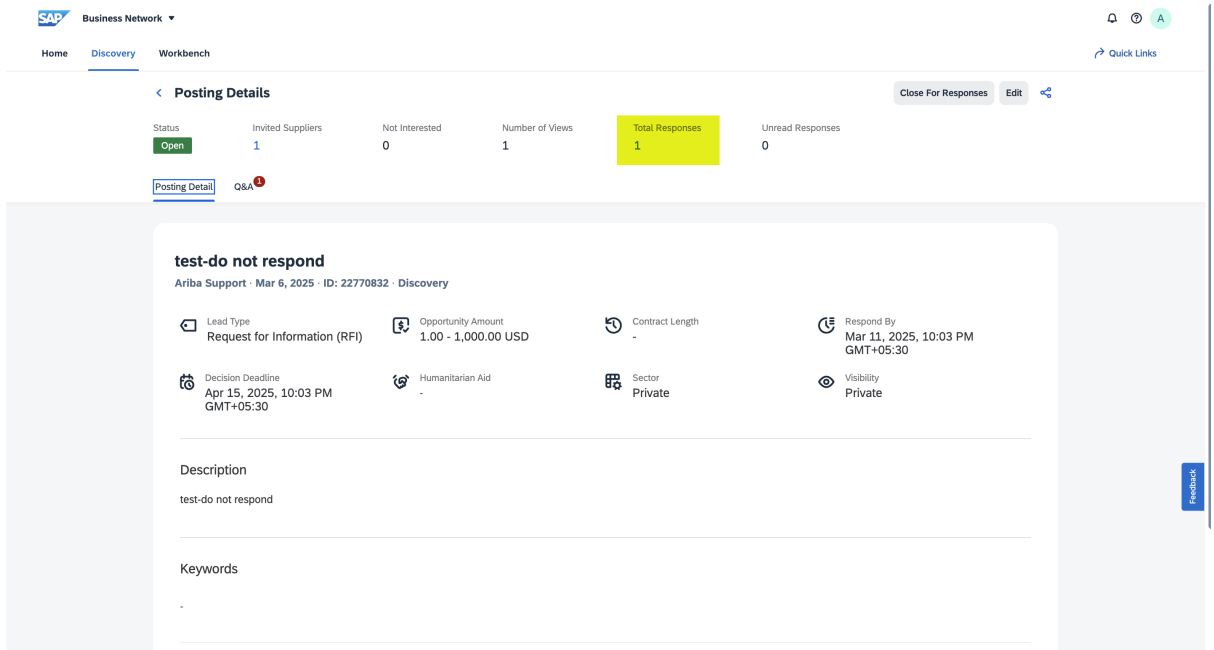 SAP Business Network
A
Home Discovery Workbench Quick Links
Posting Details Close For Responses Edit
Status Invited Suppliers Not Interested Number of Views Total Responses Unread Responses
Open 1 0 1 1 0
Posting Detail Q&A 1
test-do not respond
Ariba Support · Mar 6, 2025 · ID: 22770832 · Discovery
Lead Type Opportunity Amount Contract Length Respond By
Request for Information (RFI) 1.00 - 1,000.00 USD - Mar 11, 2025, 10:03 PM
GMT+05:30
Decision Deadline Humanitarian Aid Sector Visibility
Apr 15, 2025, 10:03 PM - Private Private
GMT+05:30
Description
Feedback
test-do not respond
Keywords
-